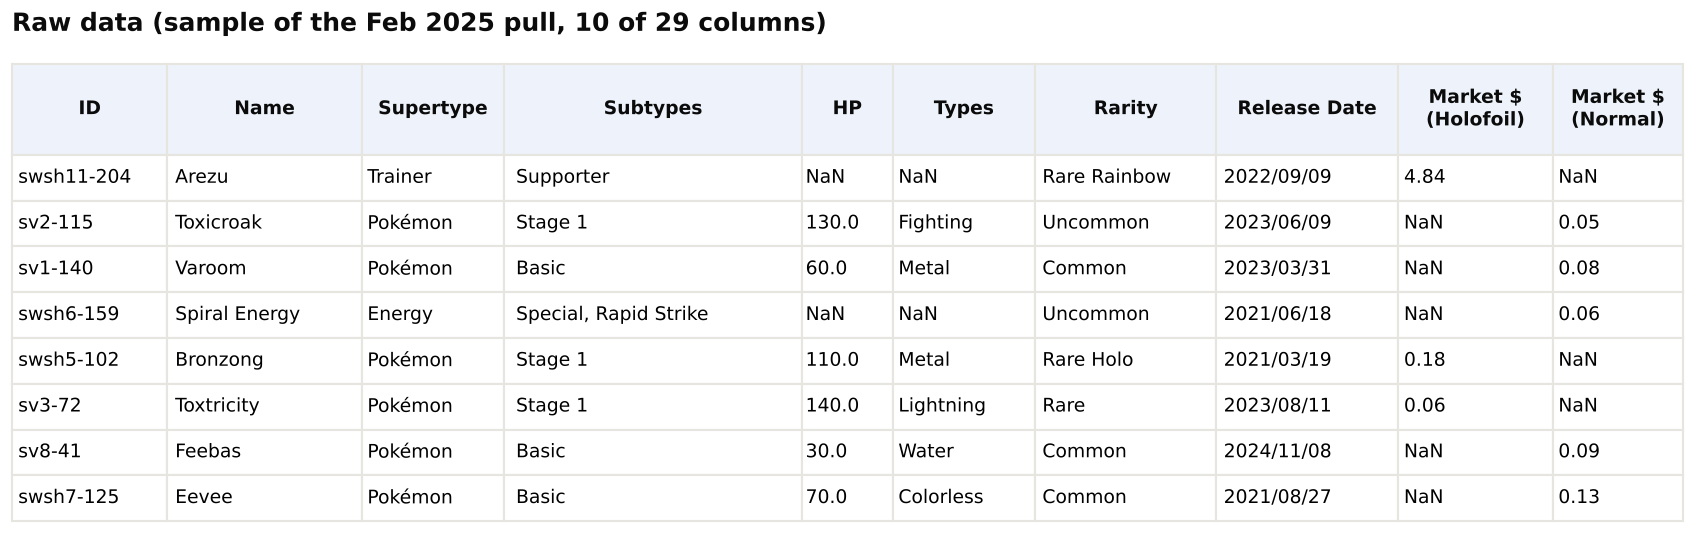 Raw data (sample of the Feb 2025 pull, 10 of 29 columns)
ID Name Supertype Subtypes HP Types Rarity Release Date Market $ (Holofoil) Market $ (Normal)
swsh11-204 Arezu Trainer Supporter NaN NaN Rare Rainbow 2022/09/09 4.84 NaN
sv2-115 Toxicroak Pokémon Stage 1 130.0 Fighting Uncommon 2023/06/09 NaN 0.05
sv1-140 Varoom Pokémon Basic 60.0 Metal Common 2023/03/31 NaN 0.08
swsh6-159 Spiral Energy Energy Special, Rapid Strike NaN NaN Uncommon 2021/06/18 NaN 0.06
swsh5-102 Bronzong Pokémon Stage 1 110.0 Metal Rare Holo 2021/03/19 0.18 NaN
sv3-72 Toxtricity Pokémon Stage 1 140.0 Lightning Rare 2023/08/11 0.06 NaN
sv8-41 Feebas Pokémon Basic 30.0 Water Common 2024/11/08 NaN 0.09
swsh7-125 Eevee Pokémon Basic 70.0 Colorless Common 2021/08/27 NaN 0.13